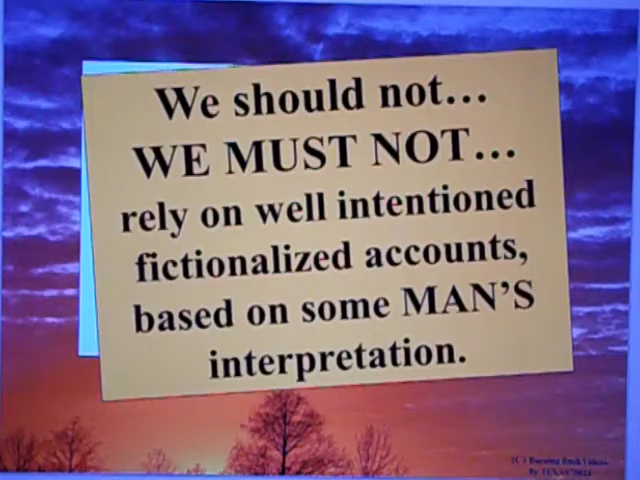 We should not...
WE MUST NOT...
rely on well intentioned
fictionalized accounts,
based on some MAN'S
interpretation.